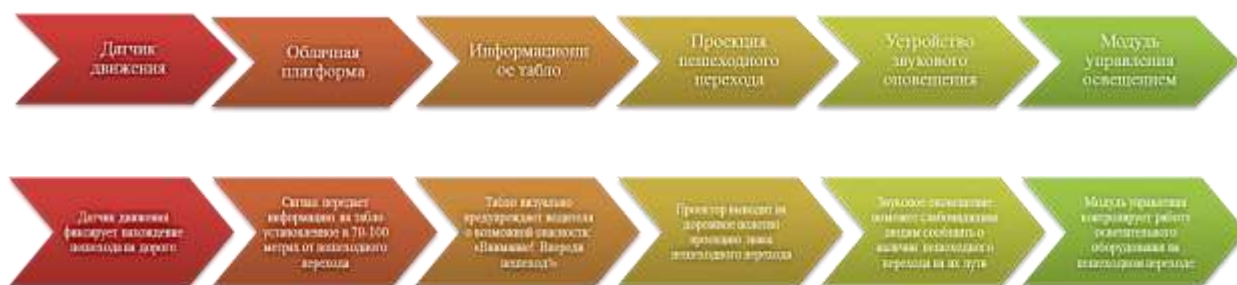 Датчик
движения
Облачная
платформа
Информационн
ое табло
Проекция
пешеходного
перехода
Устройство
звукового
оповещения
Модуль
управления
освещением
Датчик движения
фиксирует нахождение
пешехода на дороге
Сигнал передает
информацию на табло
установленное в 70-100
метрах от пешеходного
перехода
Табло визуально
предупреждает водителя
о возможной опасности:
«Внимание! Впереди
пешеход!»
Проектор выводит на
дорожное полотно
проекцию знака
пешеходного перехода
Звуковое оповещение
поможет слабовидящим
людям сообщить о
наличии пешеходного
перехода на их пути
Модуль управления
контролирует работу
осветительного
оборудования на
пешеходном переходе